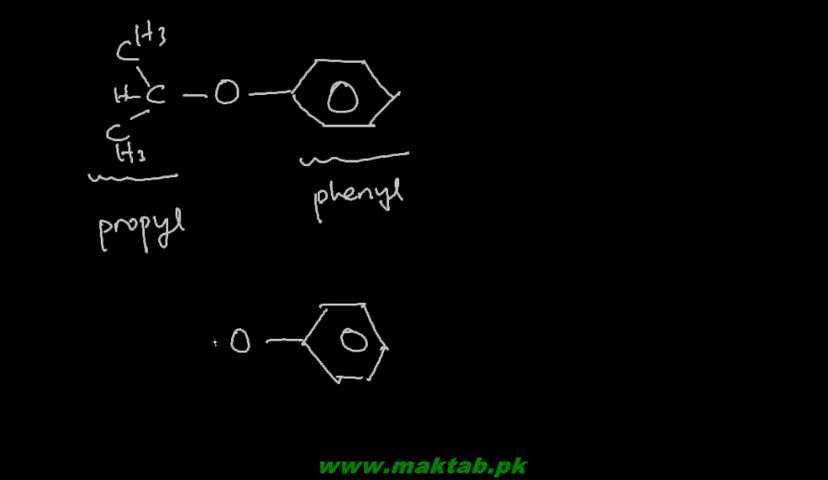 CH3
H-C-O-
CH3
propyl
phenyl
O-
www.maktab.pk